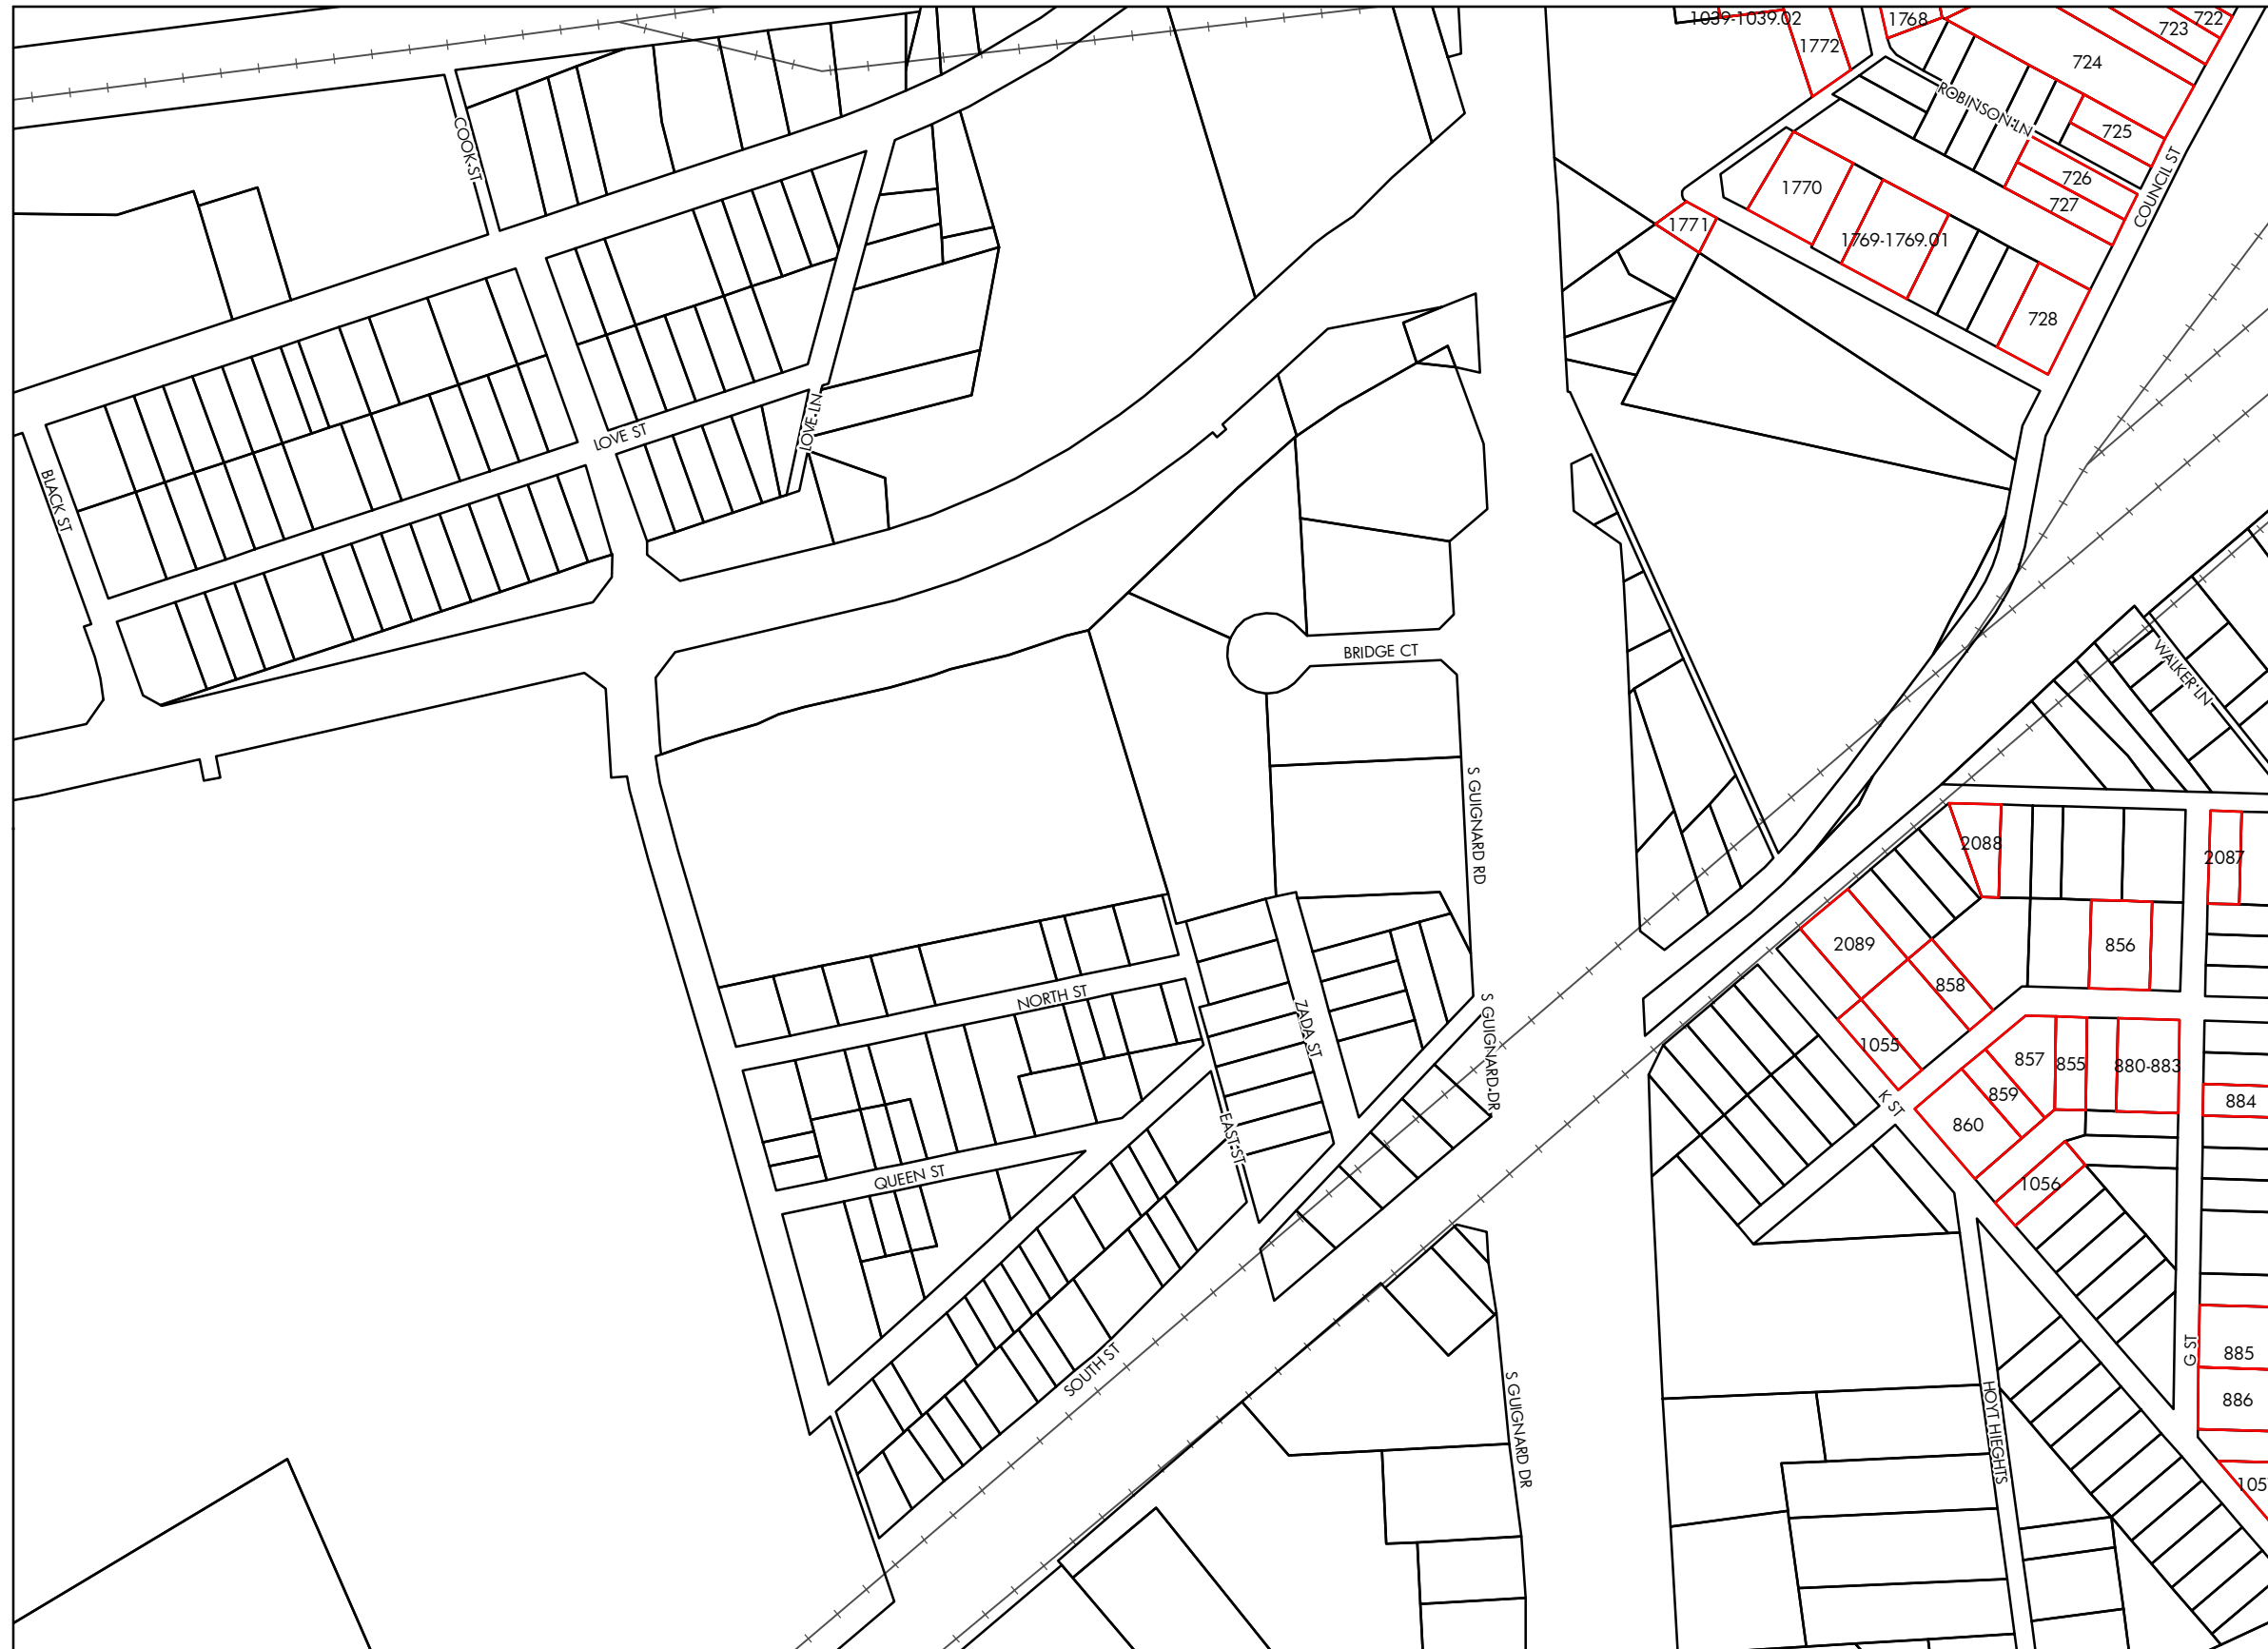 1039-1039.02
1768
722
723
1772
724
ROBINSON LN
725
COOK ST
COUNCIL ST
726
1770
727
1771
1769-1769.01
728
LOVE LN
LOVE ST
BLACK ST
BRIDGE CT
WALKER LN
S GUIGNARD RD
2088
2087
2089
856
858
NORTH ST
ZADA ST
S GUIGNARD DR
1055
857
855
880-883
859
884
K ST
860
EAST ST
QUEEN ST
1056
G ST
885
SOUTH ST
886
S GUIGNARD DR
HOYT HIEGHTS
105